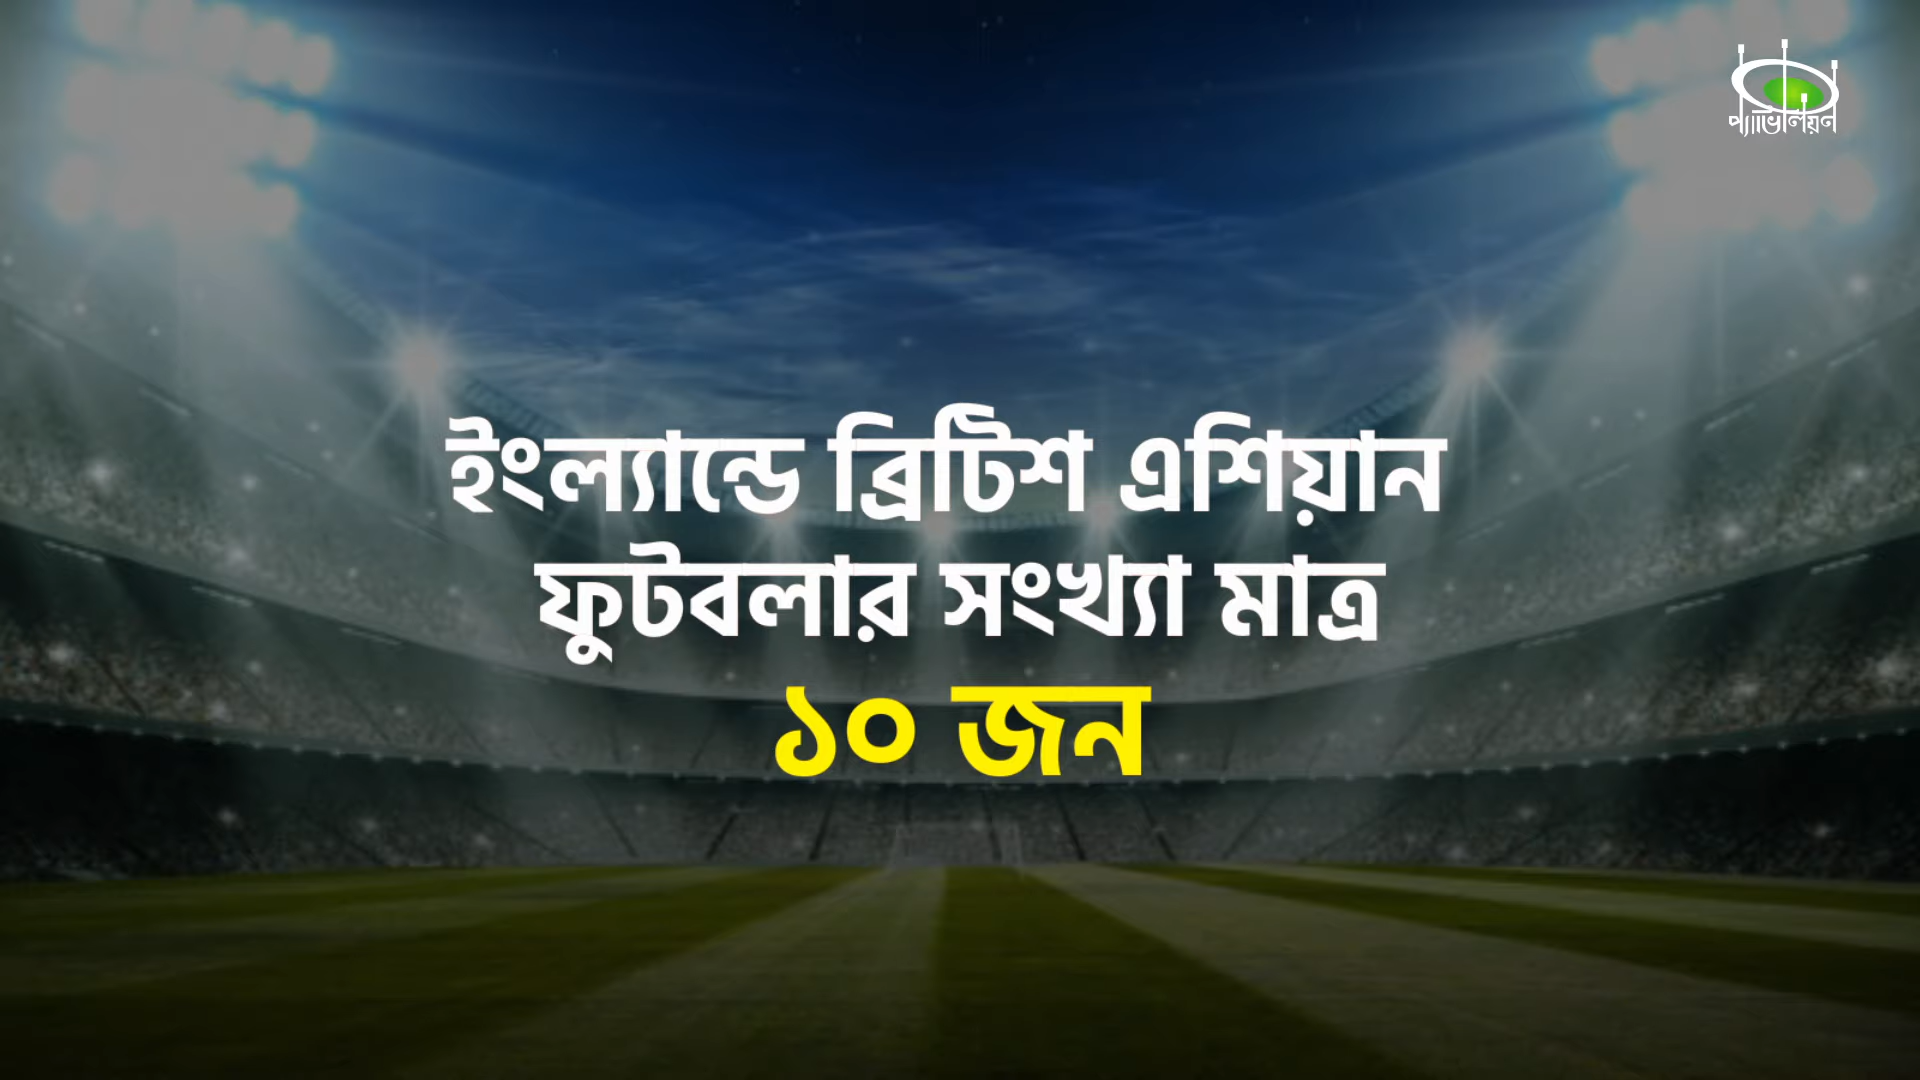 প্যাভিলিয়ন
ইংল্যান্ডে ব্রিটিশ এশিয়ান
ফুটবলার সংখ্যা মাত্র
১০ জন